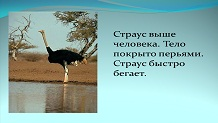 Страус выше
человека. Тело
покрыто перьями.
Страус быстро
бегает.